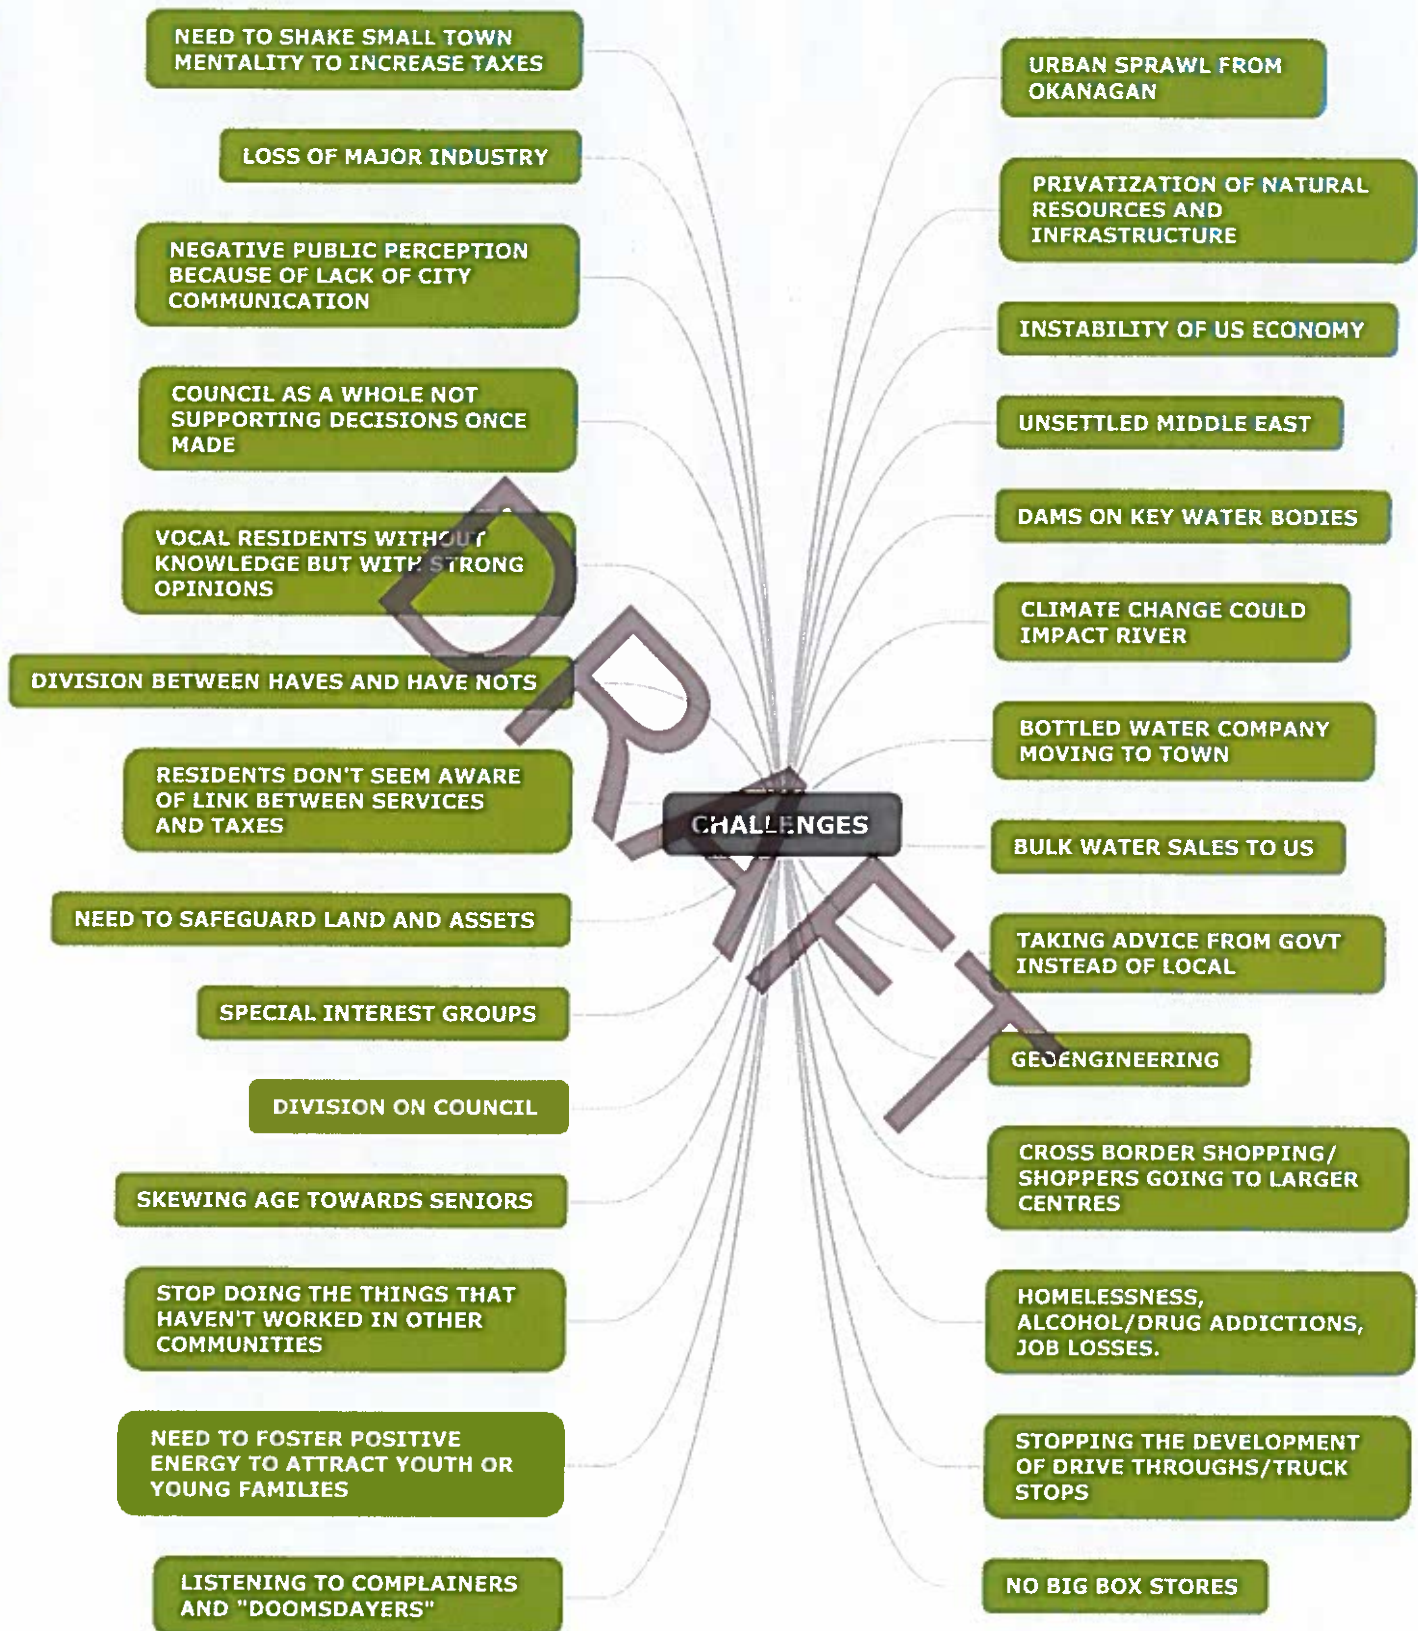 NEED TO SHAKE SMALL TOWN
MENTALITY TO INCREASE TAXES
LOSS OF MAJOR INDUSTRY
NEGATIVE PUBLIC PERCEPTION
BECAUSE OF LACK OF CITY
COMMUNICATION
COUNCIL AS A WHOLE NOT
SUPPORTING DECISIONS ONCE
MADE
VOCAL RESIDENTS WITHOUT
KNOWLEDGE BUT WITH STRONG
OPINIONS
DIVISION BETWEEN HAVES AND HAVE NOTS
RESIDENTS DON'T SEEM AWARE
OF LINK BETWEEN SERVICES
AND TAXES
NEED TO SAFEGUARD LAND AND ASSETS
SPECIAL INTEREST GROUPS
DIVISION ON COUNCIL
SKEWING AGE TOWARDS SENIORS
STOP DOING THE THINGS THAT
HAVEN'T WORKED IN OTHER
COMMUNITIES
NEED TO FOSTER POSITIVE
ENERGY TO ATTRACT YOUTH OR
YOUNG FAMILIES
LISTENING TO COMPLAINERS
AND "DOOMSDAYERS"
CHALLENGES
DRAFT
URBAN SPRAWL FROM
OKANAGAN
PRIVATIZATION OF NATURAL
RESOURCES AND
INFRASTRUCTURE
INSTABILITY OF US ECONOMY
UNSETTLED MIDDLE EAST
DAMS ON KEY WATER BODIES
CLIMATE CHANGE COULD
IMPACT RIVER
BOTTLED WATER COMPANY
MOVING TO TOWN
BULK WATER SALES TO US
TAKING ADVICE FROM GOVT
INSTEAD OF LOCAL
GEOENGINEERING
CROSS BORDER SHOPPING/
SHOPPERS GOING TO LARGER
CENTRES
HOMELESSNESS,
ALCOHOL/DRUG ADDICTIONS,
JOB LOSSES.
STOPPING THE DEVELOPMENT
OF DRIVE THROUGHS/TRUCK
STOPS
NO BIG BOX STORES